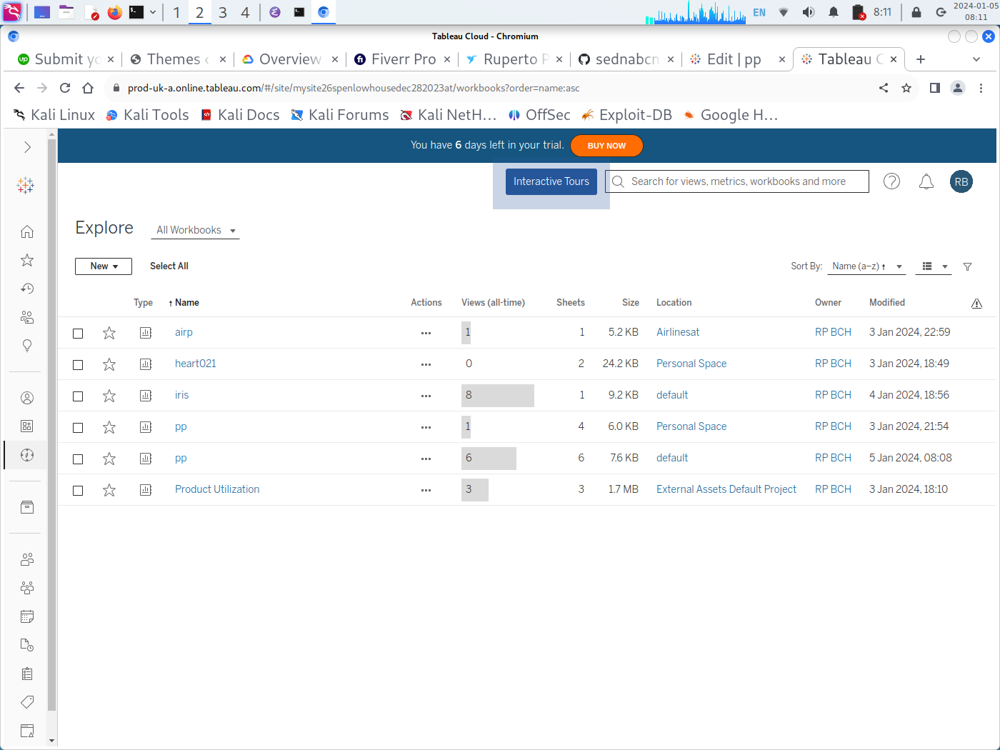 1 2 3 4 EN 8:11 2024-01-05
08:11
Tableau Cloud - Chromium
Submit yo Themes Overview Fiverr Pro Ruperto P sednabcn Edit | pp Tableau C
prod-uk-a.online.tableau.com/#/site/mysite26spenlowhousedec282023at/workbooks?order=name:asc
Kali Linux Kali Tools Kali Docs Kali Forums Kali NetH... OffSec Exploit-DB Google H...
You have 6 days left in your trial. BUY NOW
Interactive Tours Search for views, metrics, workbooks and more RB
Explore All Workbooks
New Select All Sort By: Name (a–z) ↑
Type ↑ Name Actions Views (all-time) Sheets Size Location Owner Modified
airp 1 1 5.2 KB Airlinesat RP BCH 3 Jan 2024, 22:59
heart021 0 2 24.2 KB Personal Space RP BCH 3 Jan 2024, 18:49
iris 8 1 9.2 KB default RP BCH 4 Jan 2024, 18:56
pp 1 4 6.0 KB Personal Space RP BCH 3 Jan 2024, 21:54
pp 6 6 7.6 KB default RP BCH 5 Jan 2024, 08:08
Product Utilization 3 3 1.7 MB External Assets Default Project RP BCH 3 Jan 2024, 18:10